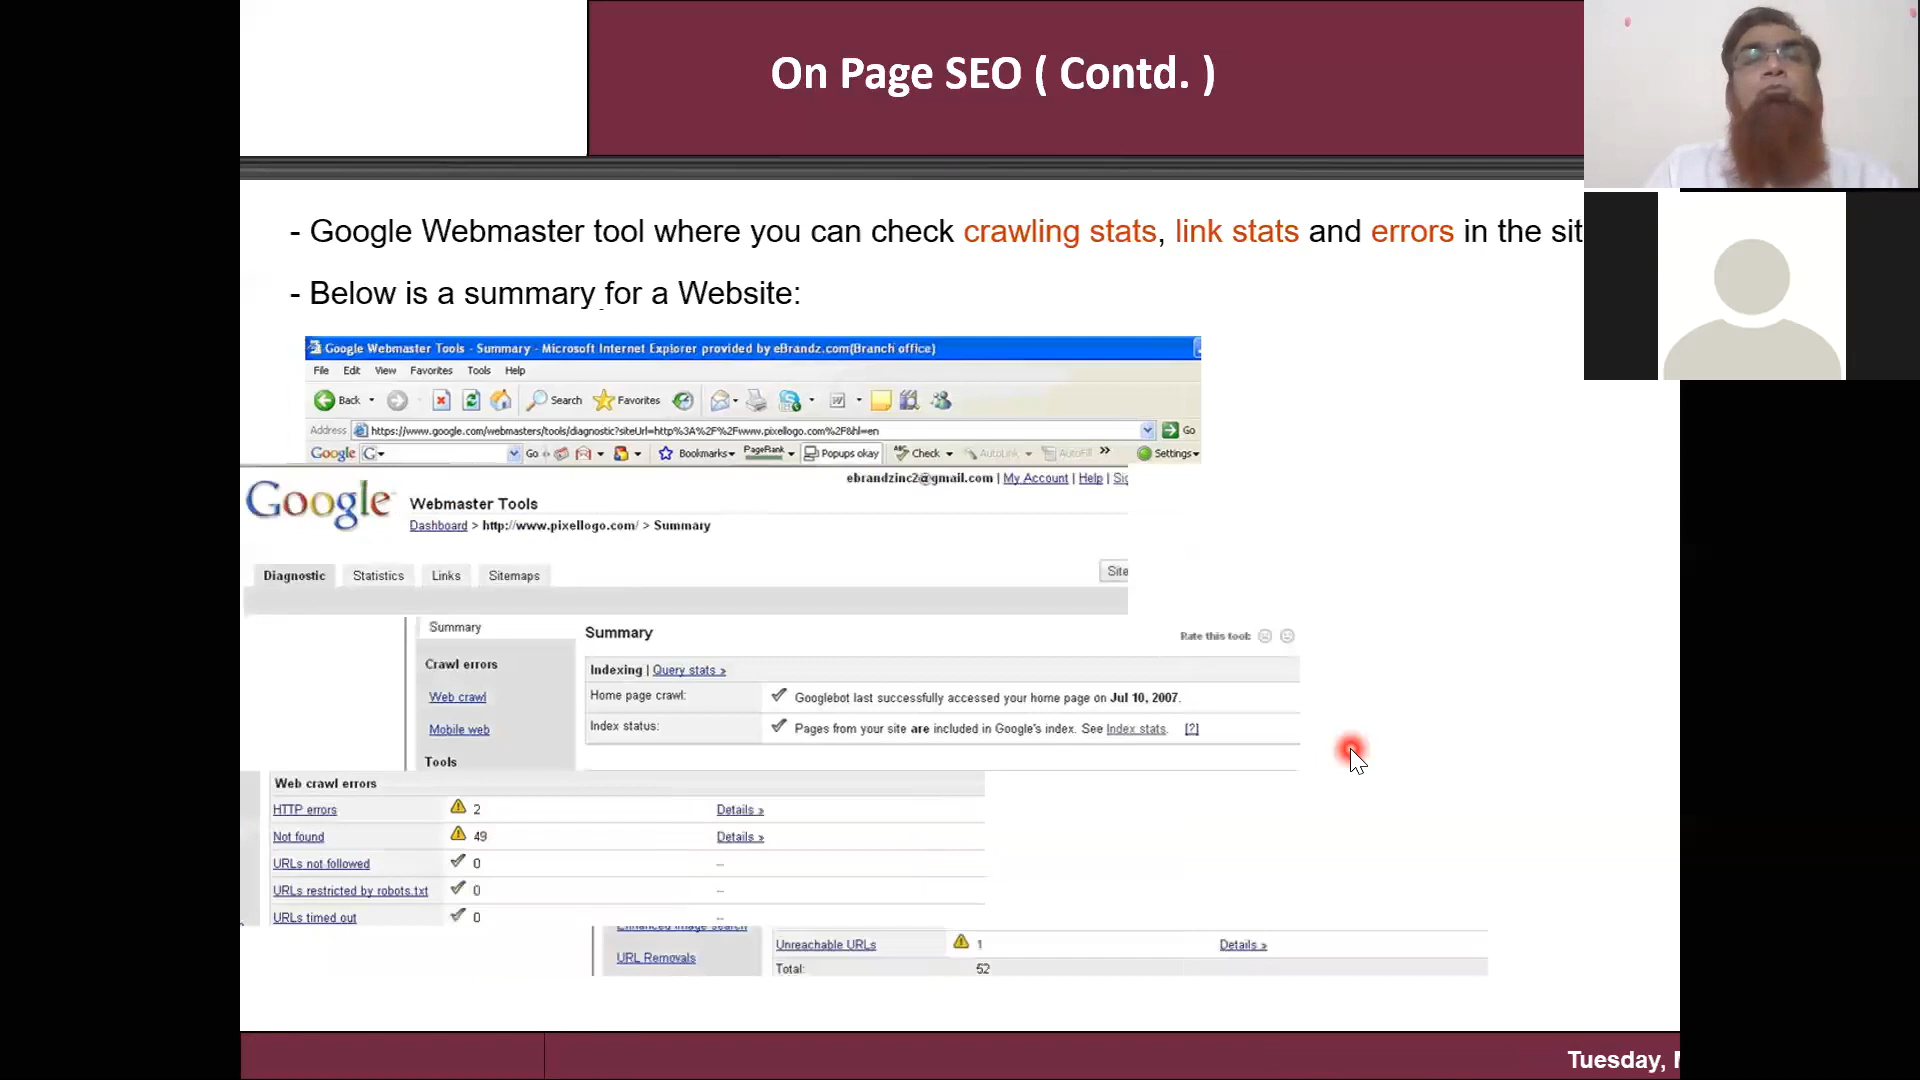 On Page SEO ( Contd. )
- Google Webmaster tool where you can check crawling stats, link stats and errors in the sit
- Below is a summary for a Website:
Google Webmaster Tools - Summary - Microsoft Internet Explorer provided by eBrandz.com(Branch office)
File Edit View Favorites Tools Help
Back Search Favorites
Address https://www.google.com/webmasters/tools/diagnostic?siteUrl=http%3A%2F%2Fwww.pixellogo.com%2F&hl=en Go
Google G Go Bookmarks PageRank Popups okay Check AutoLink AutoFill » Settings
ebrandzinc2@gmail.com | My Account | Help | Sig
Google Webmaster Tools
Dashboard > http://www.pixellogo.com/ > Summary
Diagnostic Statistics Links Sitemaps Site
Summary Summary Rate this tool:
Crawl errors Indexing | Query stats »
Web crawl Home page crawl: Googlebot last successfully accessed your home page on Jul 10, 2007.
Mobile web Index status: Pages from your site are included in Google's index. See Index stats. [?]
Tools
Web crawl errors
HTTP errors 2 Details »
Not found 49 Details »
URLs not followed 0 --
URLs restricted by robots.txt 0 --
URLs timed out 0 --
Enhanced image search
Unreachable URLs 1 Details »
URL Removals
Total: 52
Tuesday,